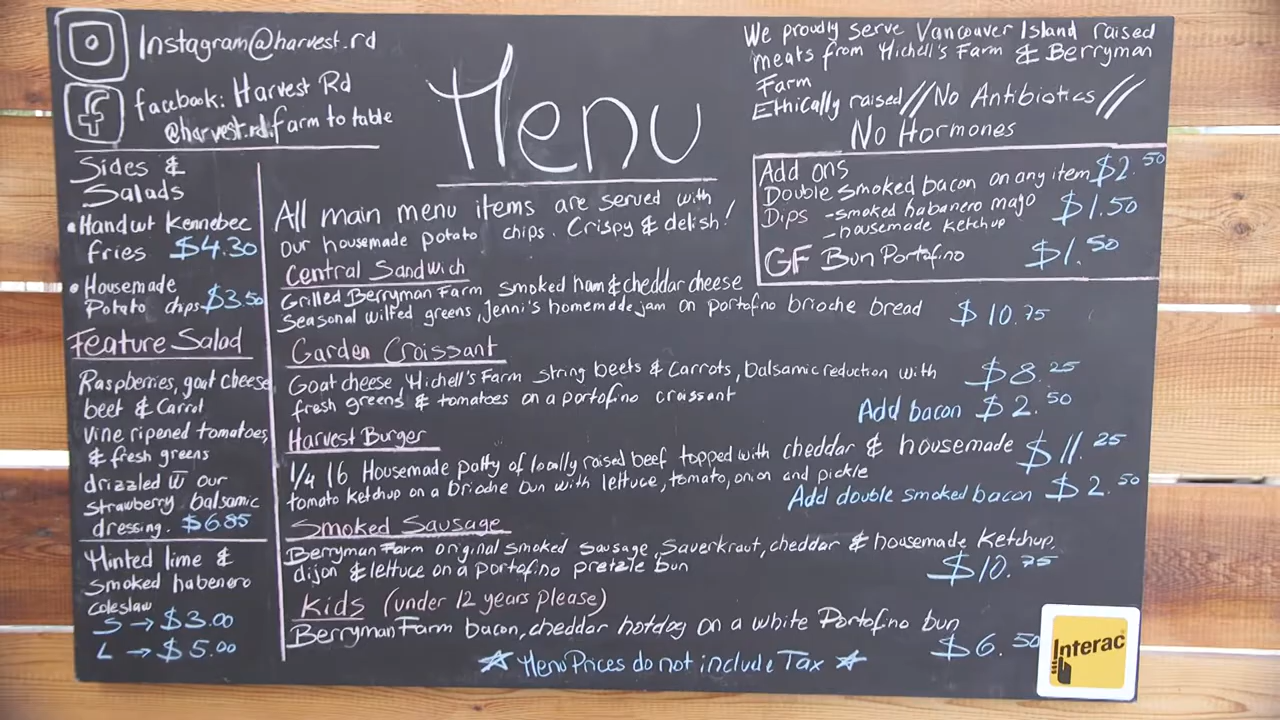 Instagram@harvest.rd
facebook: Harvest Rd
@harvest.rd.farm to table
Menu
We proudly serve Vancouver Island raised
meats from Michell's Farm & Berryman
Farm
Ethically raised // No Antibiotics //
No Hormones
Add ons
Double smoked bacon on any item $2.50
Dips - smoked habanero mayo $1.50
- housemade ketchup
GF Bun Portofino $1.50
Sides &
Salads
• Handcut Kennebec
fries $4.30
• Housemade
Potato chips $3.50
Feature Salad
Raspberries, goat cheese
beet & Carrot
Vine ripened tomatoes
& fresh greens
drizzled w̅ our
strawberry balsamic
dressing. $6.85
Minted lime &
smoked habenero
coleslaw
S → $3.00
L → $5.00
All main menu items are served with
our housemade potato chips. Crispy & delish!
Central Sandwich
Grilled Berryman Farm smoked ham & cheddar cheese
Seasonal wilted greens, Jenni's homemade jam on portofino brioche bread $10.75
Garden Croissant
Goat cheese, Michell's Farm string beets & Carrots, balsamic reduction with $8.25
fresh greens & tomatoes on a portofino croissant
Add bacon $2.50
Harvest Burger
1/4 lb Housemade patty of locally raised beef topped with cheddar & housemade $11.25
tomato ketchup on a brioche bun with lettuce, tomato, onion and pickle
Add double smoked bacon $2.50
Smoked Sausage
Berryman Farm original smoked sausage, sauerkraut, cheddar & housemade ketchup,
dijon & lettuce on a portofino pretzle bun $10.75
Kids (under 12 years please)
Berryman Farm bacon, cheddar hotdog on a white Portofino bun
$6.50
☆ Menu Prices do not include Tax ☆
Interac